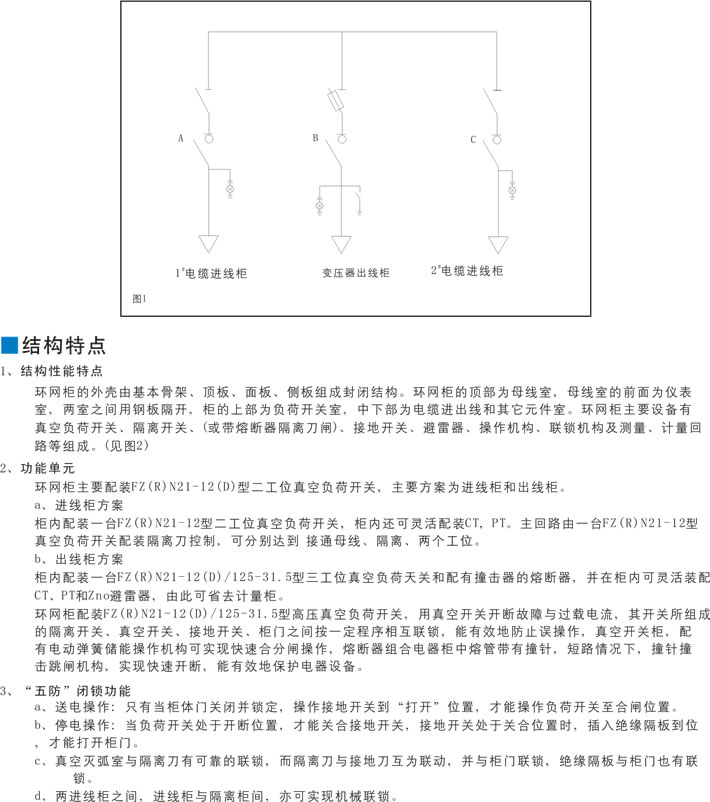 A
B
C
1#电缆进线柜
变压器出线柜
2#电缆进线柜
图1
结构特点
1、结构性能特点
环网柜的外壳由基本骨架、顶板、面板、侧板组成封闭结构。环网柜的顶部为母线室，母线室的前面为仪表
室，两室之间用钢板隔开，柜的上部为负荷开关室，中下部为电缆进出线和其它元件室。环网柜主要设备有
真空负荷开关、隔离开关、(或带熔断器隔离刀闸)、接地开关、避雷器、操作机构、联锁机构及测量、计量回
路等组成。(见图2)
2、功能单元
环网柜主要配装FZ(R)N21-12(D)型二工位真空负荷开关，主要方案为进线柜和出线柜。
a、进线柜方案
柜内配装一台FZ(R)N21-12型二工位真空负荷开关，柜内还可灵活配装CT，PT。主回路由一台FZ(R)N21-12型
真空负荷开关配装隔离刀控制，可分别达到 接通母线、隔离、两个工位。
b、出线柜方案
柜内配装一台FZ(R)N21-12(D)/125-31.5型三工位真空负荷天关和配有撞击器的熔断器，并在柜内可灵活装配
CT、PT和Zno避雷器，由此可省去计量柜。
环网柜配装FZ(R)N21-12(D)/125-31.5型高压真空负荷开关，用真空开关开断故障与过载电流，其开关所组成
的隔离开关、真空开关、接地开关、柜门之间按一定程序相互联锁，能有效地防止误操作，真空开关柜，配
有电动弹簧储能操作机构可实现快速合分闸操作，熔断器组合电器柜中熔管带有撞针，短路情况下，撞针撞
击跳闸机构，实现快速开断，能有效地保护电器设备。
3、“五防”闭锁功能
a、送电操作：只有当柜体门关闭并锁定，操作接地开关到“打开”位置，才能操作负荷开关至合闸位置。
b、停电操作：当负荷开关处于开断位置，才能关合接地开关，接地开关处于关合位置时，插入绝缘隔板到位
，才能打开柜门。
c、真空灭弧室与隔离刀有可靠的联锁，而隔离刀与接地刀互为联动，并与柜门联锁，绝缘隔板与柜门也有联
锁。
d、两进线柜之间，进线柜与隔离柜间，亦可实现机械联锁。